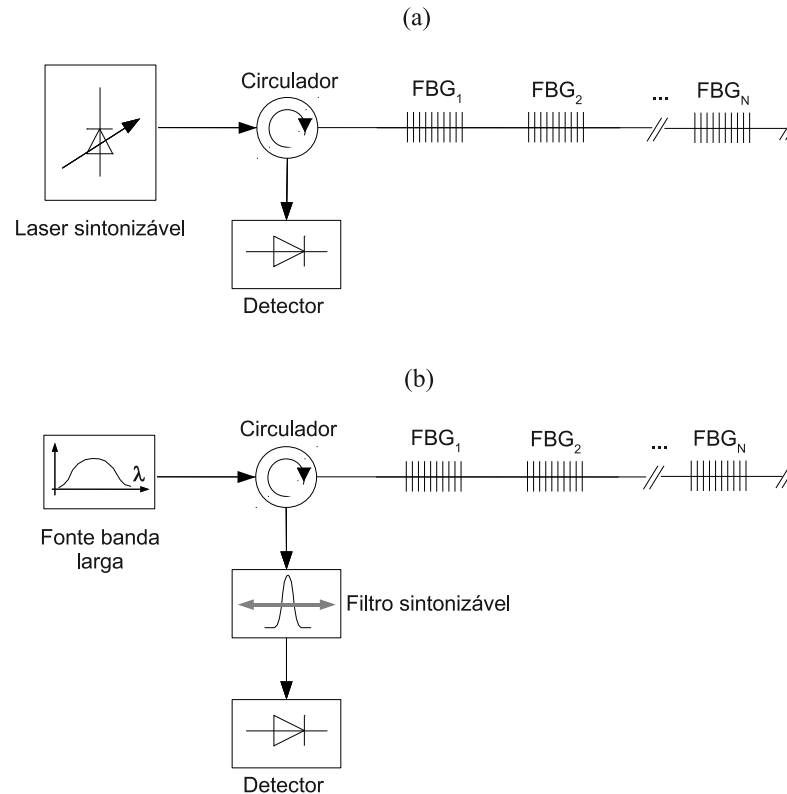 (a)
Circulador
FBG1
FBG2
...
FBGN
Laser sintonizável
Detector
(b)
Circulador
FBG1
FBG2
...
FBGN
λ
Fonte banda
larga
Filtro sintonizável
Detector